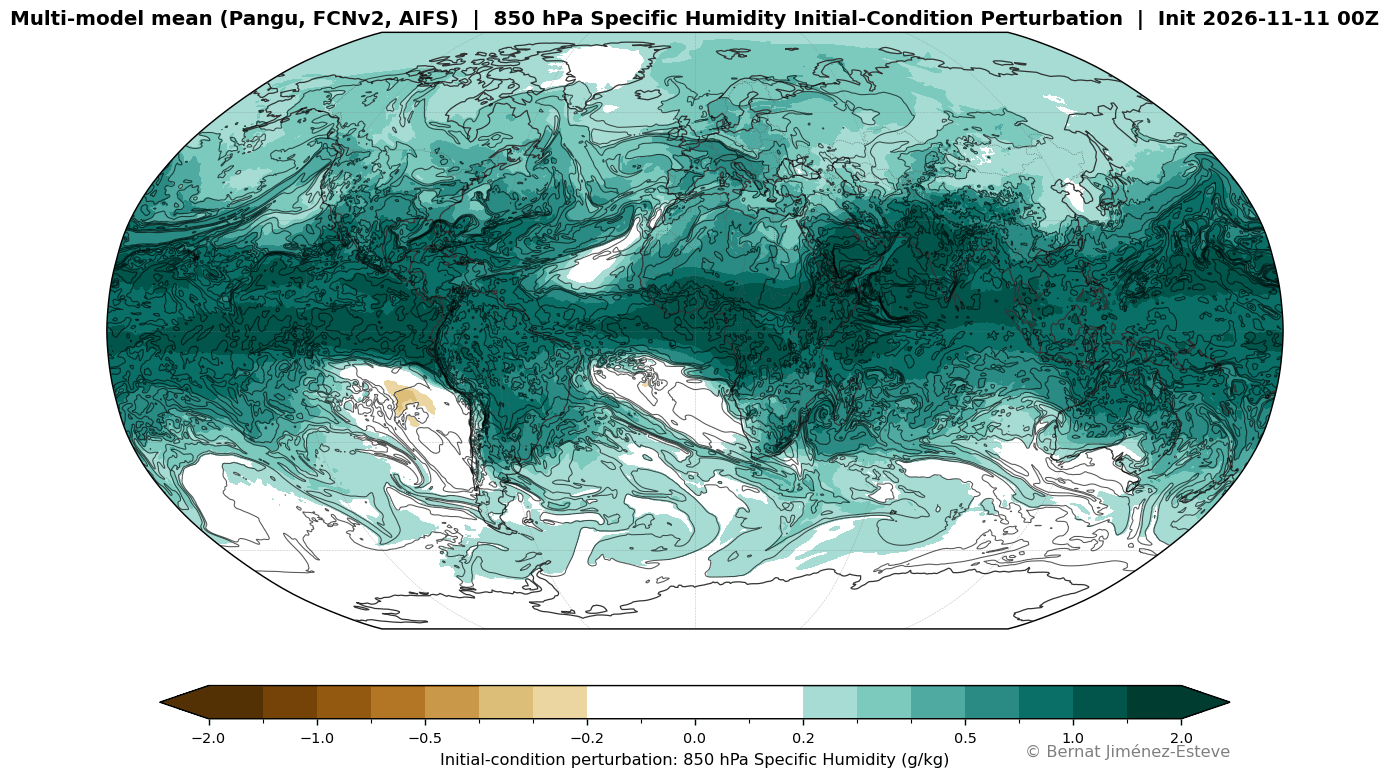 Multi-model mean (Pangu, FCNv2, AIFS)  |  850 hPa Specific Humidity Initial-Condition Perturbation  |  Init 2026-11-11 00Z
−2.0 −1.0 −0.5 −0.2 0.0 0.2 0.5 1.0 2.0
Initial-condition perturbation: 850 hPa Specific Humidity (g/kg)
© Bernat Jiménez-Esteve